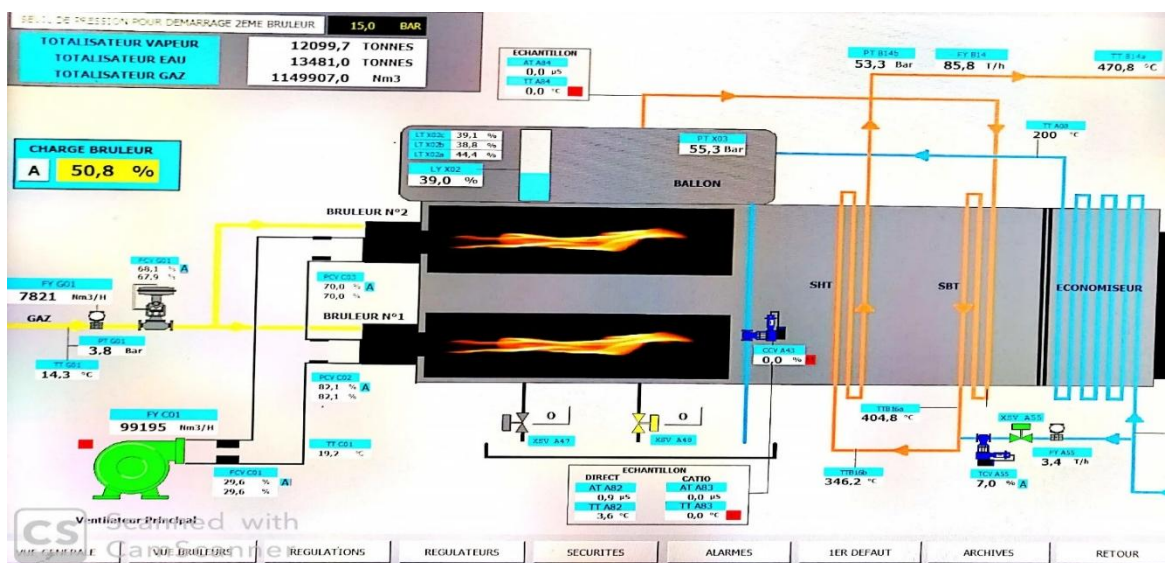 SEUIL DE PRESSION POUR DEMARRAGE 2EME BRULEUR 15,0 BAR
TOTALISATEUR VAPEUR 12099,7 TONNES
TOTALISATEUR EAU 13481,0 TONNES
TOTALISATEUR GAZ 1149907,0 Nm3
CHARGE BRULEUR
A 50,8 %
ECHANTILLON
AT A84
0,0 µS
TT A84
0,0 °C
PT B14b
53,3 Bar
FY B14
85,8 T/h
TT B14a
470,8 °C
LT X02c 39,1 %
LT X02b 38,8 %
LT X02a 44,4 %
LY X02
39,0 %
PT X03
55,3 Bar
BALLON
TT A03
200 °C
BRULEUR N°2
PCV G01
68,1 % A
67,9 %
FY G01
7821 Nm3/H
GAZ
PT G01
3,8 Bar
TT G01
14,3 °C
PCV C03
70,0 % A
70,0 %
BRULEUR N°1
PCV C02
82,1 % A
82,1 %
FY C01
99195 Nm3/H
TT C01
19,2 °C
FCV C01
29,6 % A
29,6 %
Ventilateur Principal
SHT
SBT
ECONOMISEUR
CCV A43
0,0 %
0
XSV A47
0
XSV A49
TTB16a
404,8 °C
TTB16b
346,2 °C
XSV A55
FY A55
3,4 T/h
TCV A55
7,0 % A
ECHANTILLON
DIRECT CATIO
AT A82 AT A83
0,9 µS 0,0 µS
TT A82 TT A83
3,6 °C 0,0 °C
CS Scanned with CamScanner
VUE GENERALE VUE BRULEURS REGULATIONS REGULATEURS SECURITES ALARMES 1ER DEFAUT ARCHIVES RETOUR